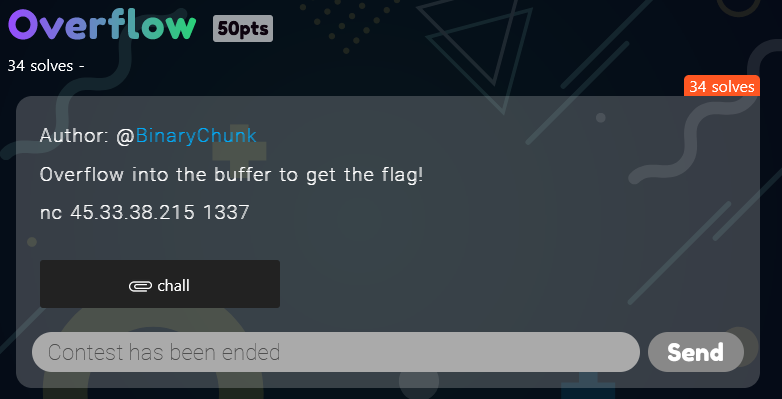 Overflow 50pts
34 solves -
34 solves
Author: @BinaryChunk
Overflow into the buffer to get the flag!
nc 45.33.38.215 1337
chall
Contest has been ended Send